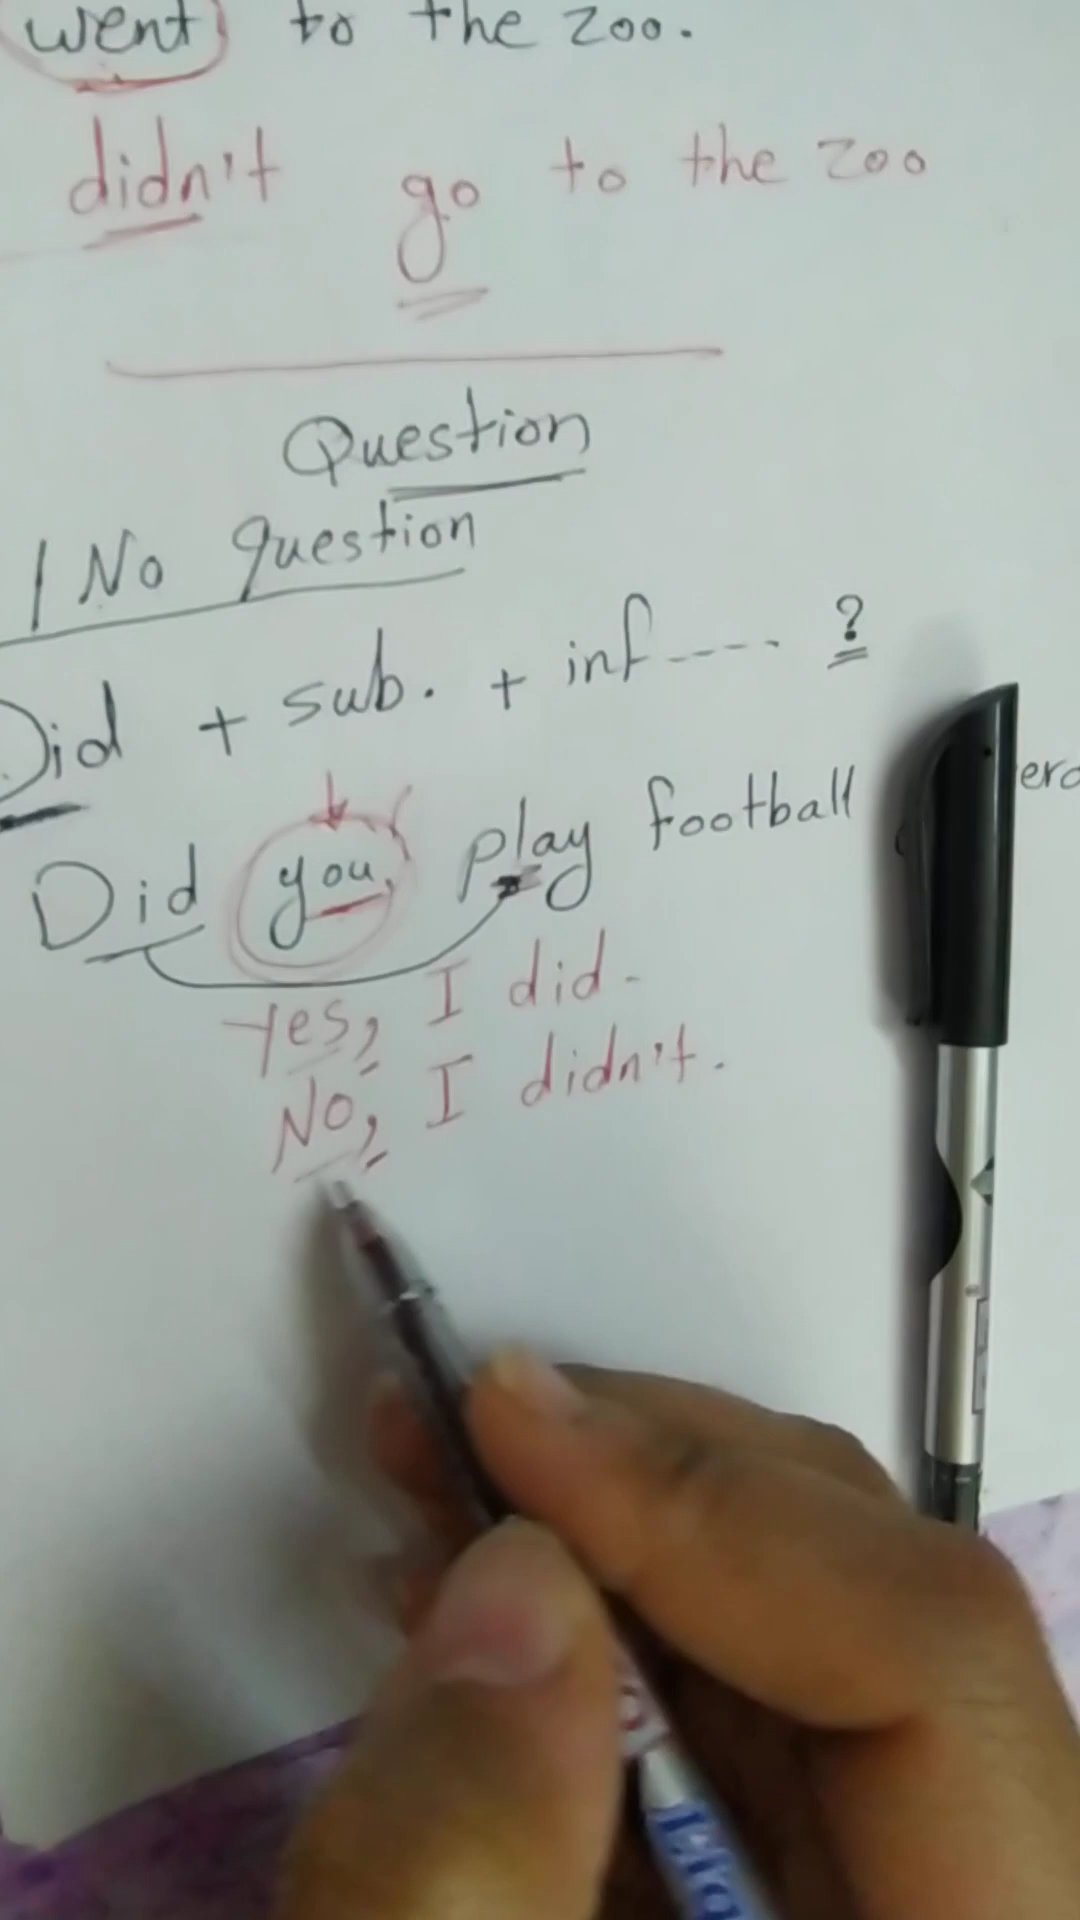 went to the zoo.
didn't go to the zoo
Question
/ No question
Did + sub. + inf ---- ?
Did you play football
Yes, I did.
No, I didn't.